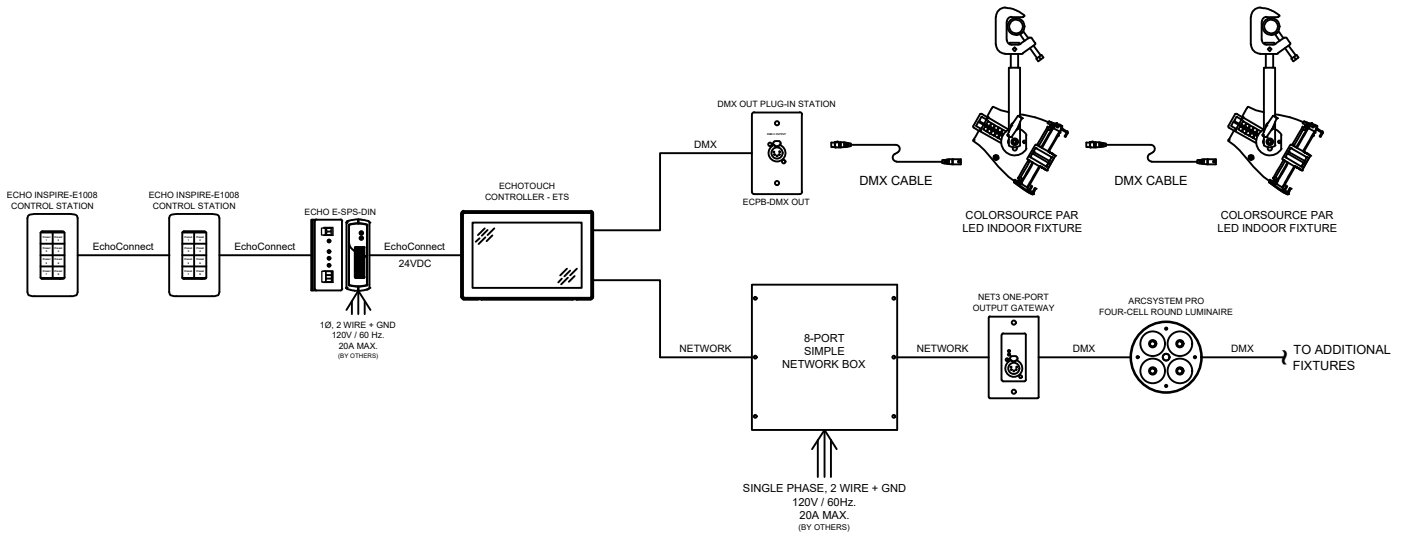 ECHO INSPIRE-E1008
CONTROL STATION
ECHO INSPIRE-E1008
CONTROL STATION
EchoConnect
EchoConnect
ECHO E-SPS-DIN
1Ø, 2 WIRE + GND
120V / 60 Hz.
20A MAX.
(BY OTHERS)
EchoConnect
24VDC
ECHOTOUCH
CONTROLLER - ETS
DMX
DMX OUT PLUG-IN STATION
ECPB-DMX OUT
DMX CABLE
COLORSOURCE PAR
LED INDOOR FIXTURE
DMX CABLE
COLORSOURCE PAR
LED INDOOR FIXTURE
NETWORK
8-PORT
SIMPLE
NETWORK BOX
SINGLE PHASE, 2 WIRE + GND
120V / 60Hz.
20A MAX.
(BY OTHERS)
NETWORK
NET3 ONE-PORT
OUTPUT GATEWAY
DMX
ARCSYSTEM PRO
FOUR-CELL ROUND LUMINAIRE
DMX
TO ADDITIONAL
FIXTURES